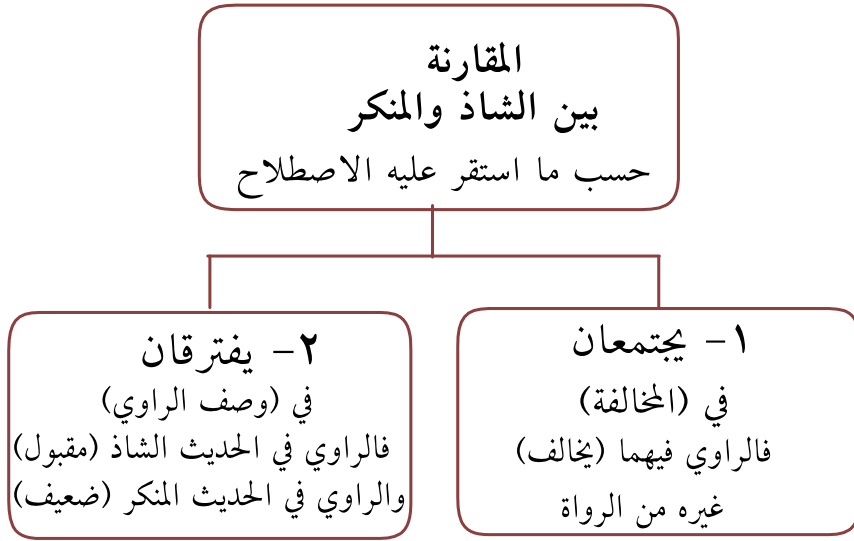 المقارنة
بين الشاذ والمنكر
حسب ما استقر عليه الاصطلاح
١- يجتمعان
في (المخالفة)
فالراوي فيهما (يخالف)
غيره من الرواة
٢- يفترقان
في (وصف الراوي)
فالراوي في الحديث الشاذ (مقبول)
والراوي في الحديث المنكر (ضعيف)